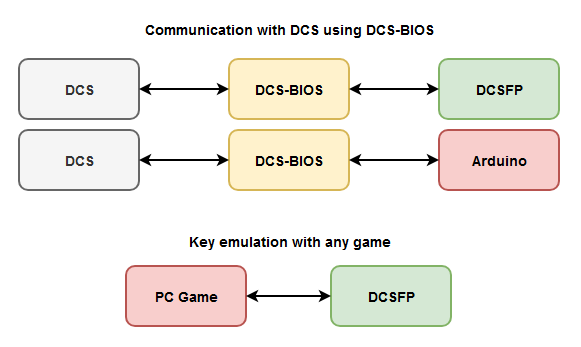 Communication with DCS using DCS-BIOS
DCS
DCS-BIOS
DCSFP
DCS
DCS-BIOS
Arduino
Key emulation with any game
PC Game
DCSFP